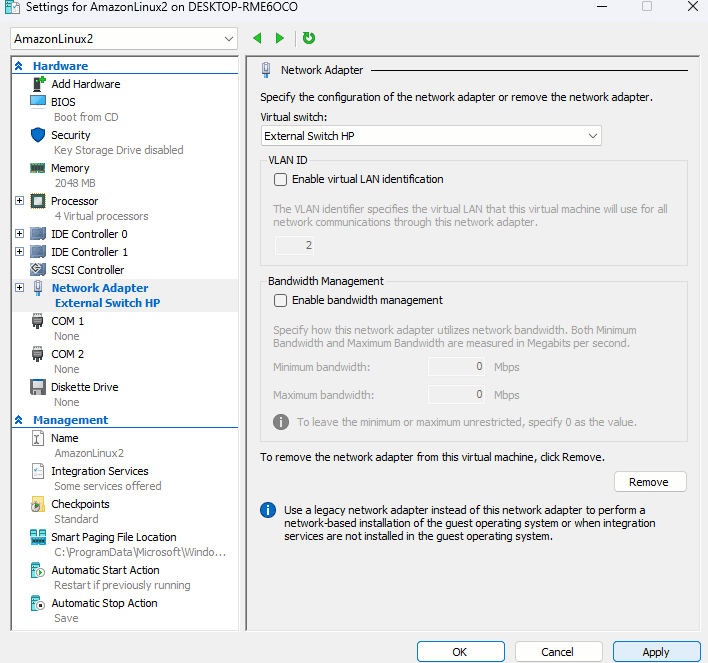 Settings for AmazonLinux2 on DESKTOP-RME6OCO
AmazonLinux2
Hardware
Add Hardware
BIOS
Boot from CD
Security
Key Storage Drive disabled
Memory
2048 MB
Processor
4 Virtual processors
IDE Controller 0
IDE Controller 1
SCSI Controller
Network Adapter
External Switch HP
COM 1
None
COM 2
None
Diskette Drive
None
Management
Name
AmazonLinux2
Integration Services
Some services offered
Checkpoints
Standard
Smart Paging File Location
C:\ProgramData\Microsoft\Windo...
Automatic Start Action
Restart if previously running
Automatic Stop Action
Save
Network Adapter
Specify the configuration of the network adapter or remove the network adapter.
Virtual switch:
External Switch HP
VLAN ID
Enable virtual LAN identification
The VLAN identifier specifies the virtual LAN that this virtual machine will use for all
network communications through this network adapter.
2
Bandwidth Management
Enable bandwidth management
Specify how this network adapter utilizes network bandwidth. Both Minimum
Bandwidth and Maximum Bandwidth are measured in Megabits per second.
Minimum bandwidth: 0 Mbps
Maximum bandwidth: 0 Mbps
To leave the minimum or maximum unrestricted, specify 0 as the value.
To remove the network adapter from this virtual machine, click Remove.
Remove
Use a legacy network adapter instead of this network adapter to perform a
network-based installation of the guest operating system or when integration
services are not installed in the guest operating system.
OK Cancel Apply